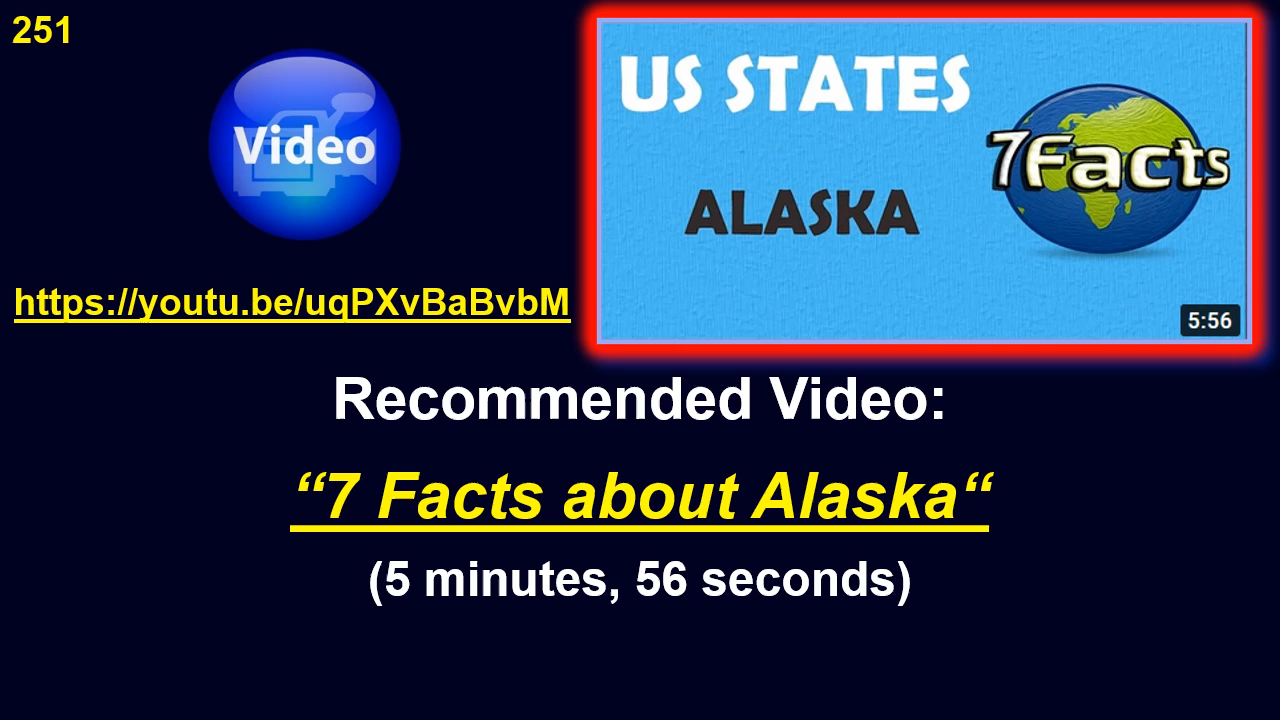 251
Video
https://youtu.be/uqPXvBaBvbM
US STATES
7Facts
ALASKA
5:56
Recommended Video:
“7 Facts about Alaska“
(5 minutes, 56 seconds)